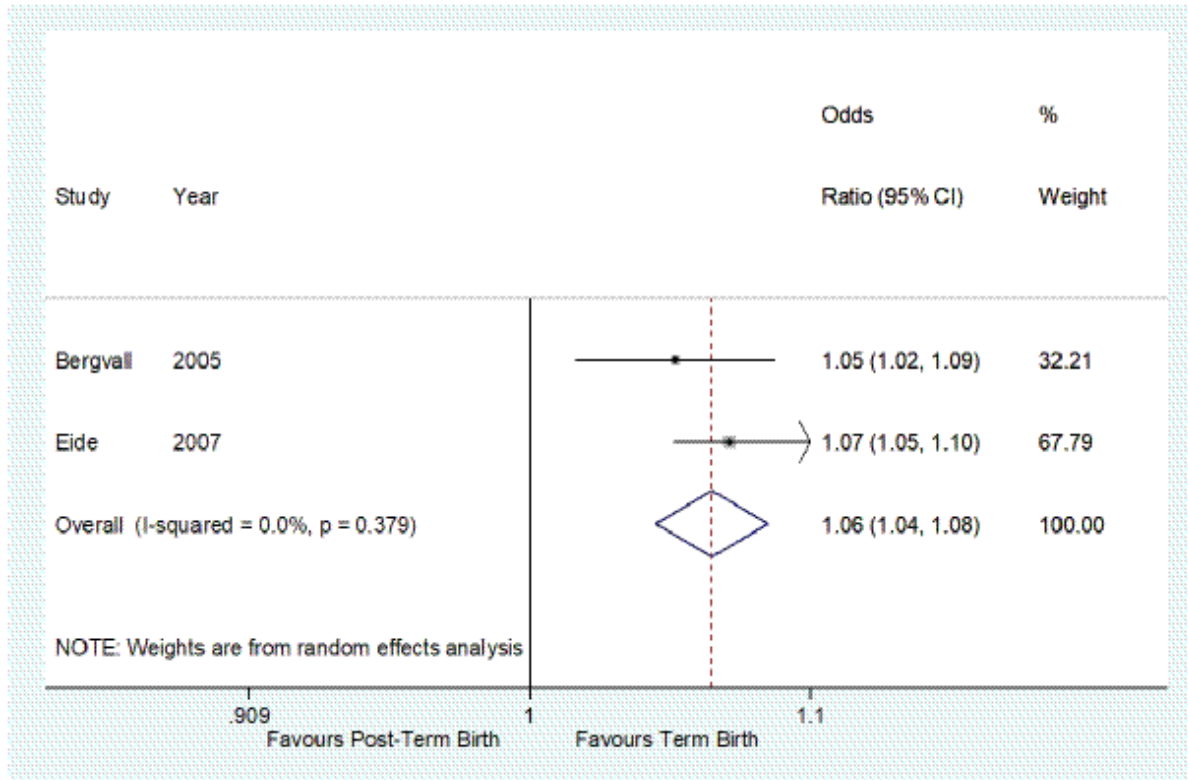 Odds %
Study Year Ratio (95% CI) Weight
Bergvall 2005 1.05 (1.02, 1.09) 32.21
Eide 2007 1.07 (1.05, 1.10) 67.79
Overall (I-squared = 0.0%, p = 0.379) 1.06 (1.04, 1.08) 100.00
NOTE: Weights are from random effects analysis
.909 1 1.1
Favours Post-Term Birth Favours Term Birth